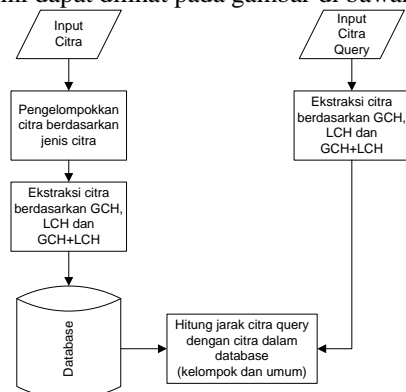 ini dapat dilihat pada gambar di bawah
Input
Citra
Pengelompokkan
citra berdasarkan
jenis citra
Ekstraksi citra
berdasarkan GCH,
LCH dan
GCH+LCH
Database
Input
Citra
Query
Ekstraksi citra
berdasarkan GCH,
LCH dan
GCH+LCH
Hitung jarak citra query
dengan citra dalam
database
(kelompok dan umum)